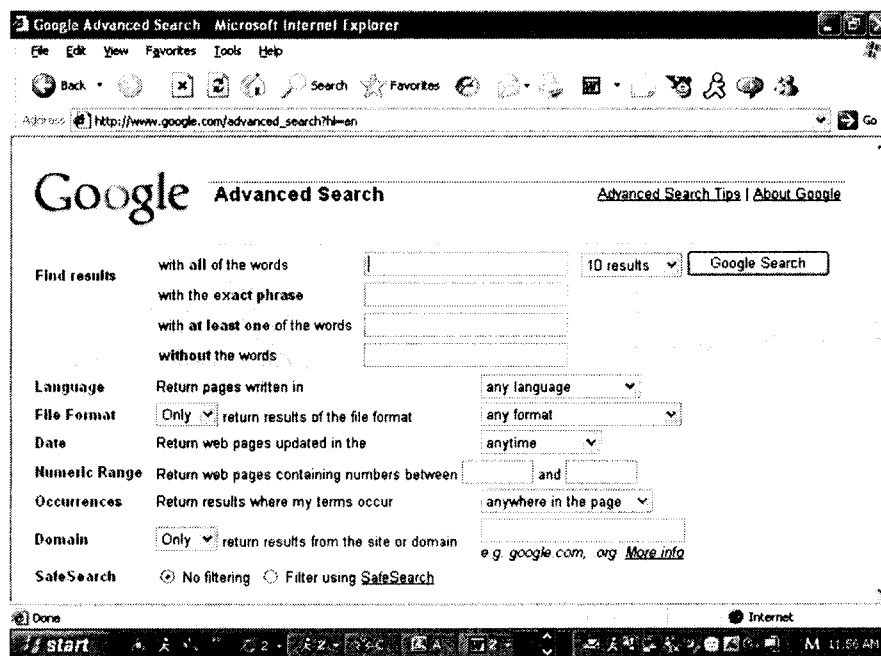 Google Advanced Search Microsoft Internet Explorer
File Edit View Favorites Tools Help
Back Search Favorites
Address http://www.google.com/advanced_search?hl=en Go
Google Advanced Search Advanced Search Tips | About Google
Find results with all of the words 10 results Google Search
with the exact phrase
with at least one of the words
without the words
Language Return pages written in any language
File Format Only return results of the file format any format
Date Return web pages updated in the anytime
Numeric Range Return web pages containing numbers between and
Occurrences Return results where my terms occur anywhere in the page
Domain Only return results from the site or domain
e.g. google.com, .org More info
SafeSearch No filtering Filter using SafeSearch
Done Internet
start M 11:56 AM